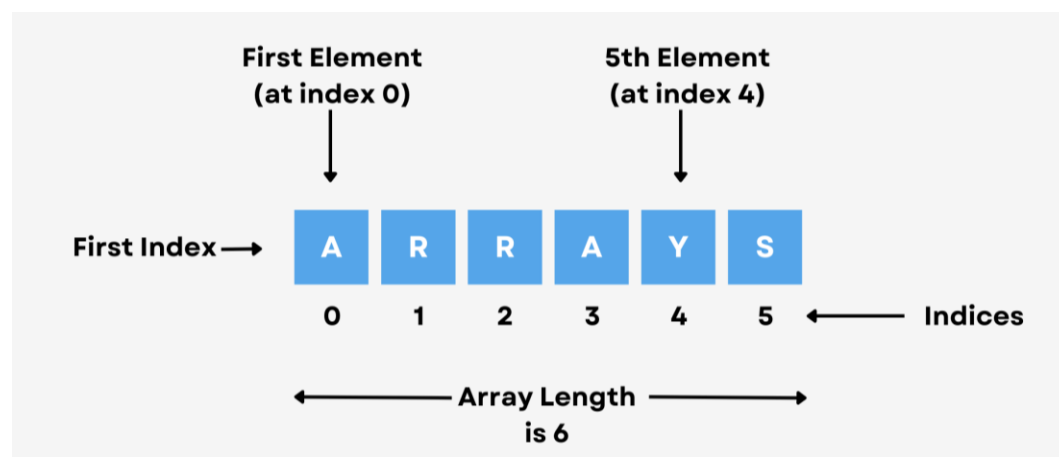 First Element
(at index 0)
5th Element
(at index 4)
First Index
A R R A Y S
0 1 2 3 4 5
Indices
Array Length
is 6